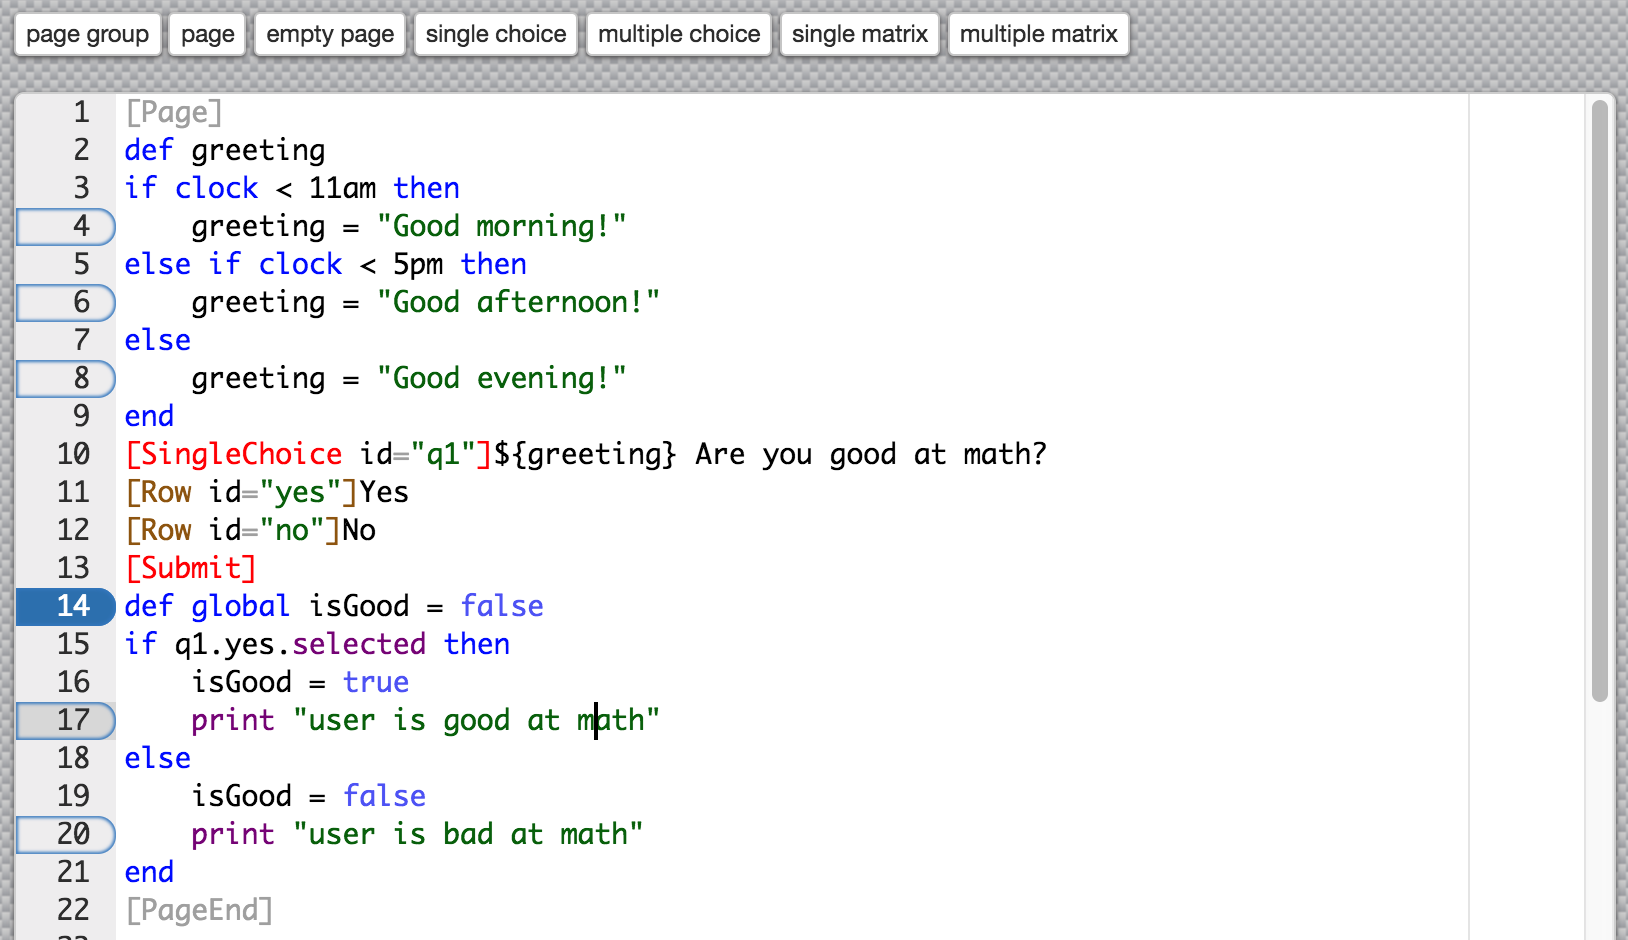 page group page empty page single choice multiple choice single matrix multiple matrix
1 [Page]
2 def greeting
3 if clock < 11am then
4     greeting = "Good morning!"
5 else if clock < 5pm then
6     greeting = "Good afternoon!"
7 else
8     greeting = "Good evening!"
9 end
10 [SingleChoice id="q1"]${greeting} Are you good at math?
11 [Row id="yes"]Yes
12 [Row id="no"]No
13 [Submit]
14 def global isGood = false
15 if q1.yes.selected then
16     isGood = true
17     print "user is good at math"
18 else
19     isGood = false
20     print "user is bad at math"
21 end
22 [PageEnd]